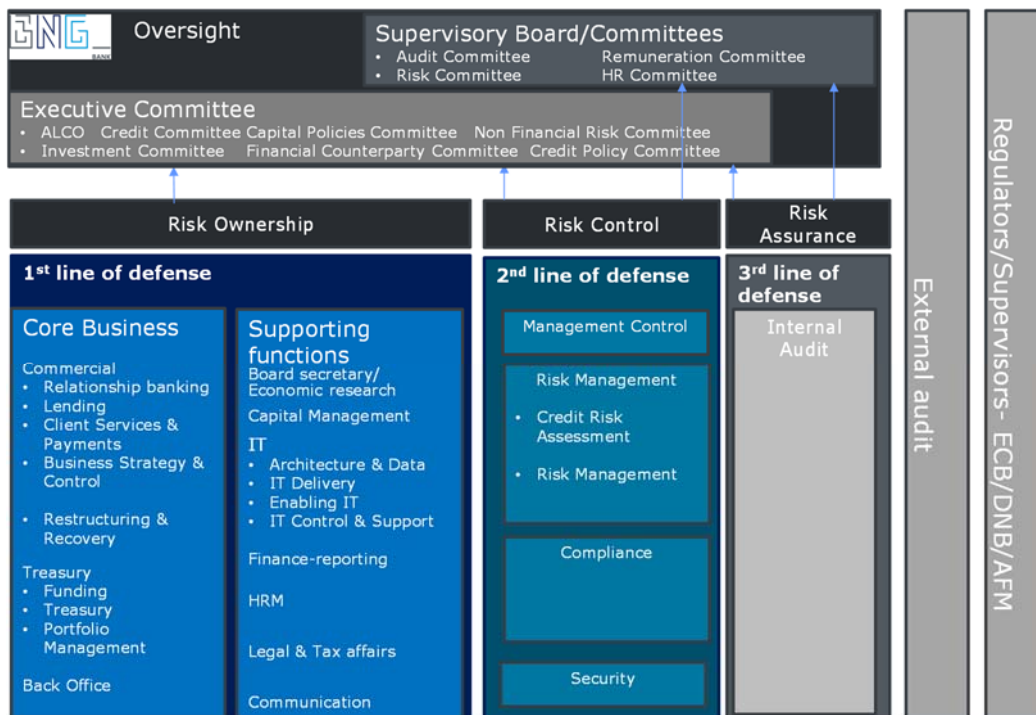 BNG_
BANK
Oversight
Supervisory Board/Committees
• Audit Committee Remuneration Committee
• Risk Committee HR Committee
Executive Committee
• ALCO Credit Committee Capital Policies Committee Non Financial Risk Committee
• Investment Committee Financial Counterparty Committee Credit Policy Committee
Risk Ownership
Risk Control
Risk
Assurance
1st line of defense
Core Business
Commercial
• Relationship banking
• Lending
• Client Services &
Payments
• Business Strategy &
Control
• Restructuring &
Recovery
Treasury
• Funding
• Treasury
• Portfolio
Management
Back Office
Supporting
functions
Board secretary/
Economic research
Capital Management
IT
• Architecture & Data
• IT Delivery
• Enabling IT
• IT Control & Support
Finance-reporting
HRM
Legal & Tax affairs
Communication
2nd line of defense
Management Control
Risk Management
• Credit Risk
Assessment
• Risk Management
Compliance
Security
3rd line of
defense
Internal
Audit
External audit
Regulators/Supervisors- ECB/DNB/AFM